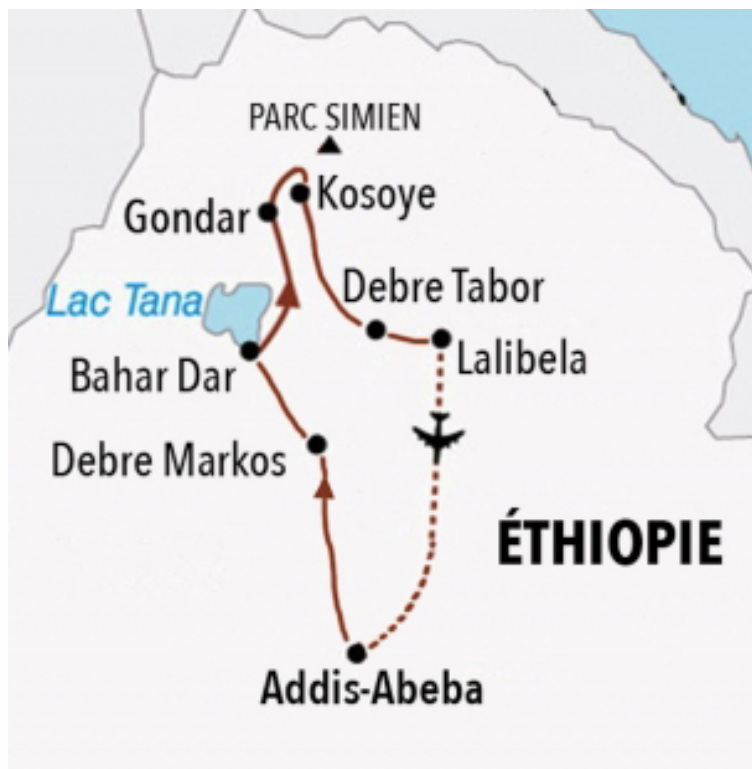 PARC SIMIEN
Kosoye
Gondar
Debre Tabor
Lac Tana
Lalibela
Bahar Dar
Debre Markos
ÉTHIOPIE
Addis-Abeba